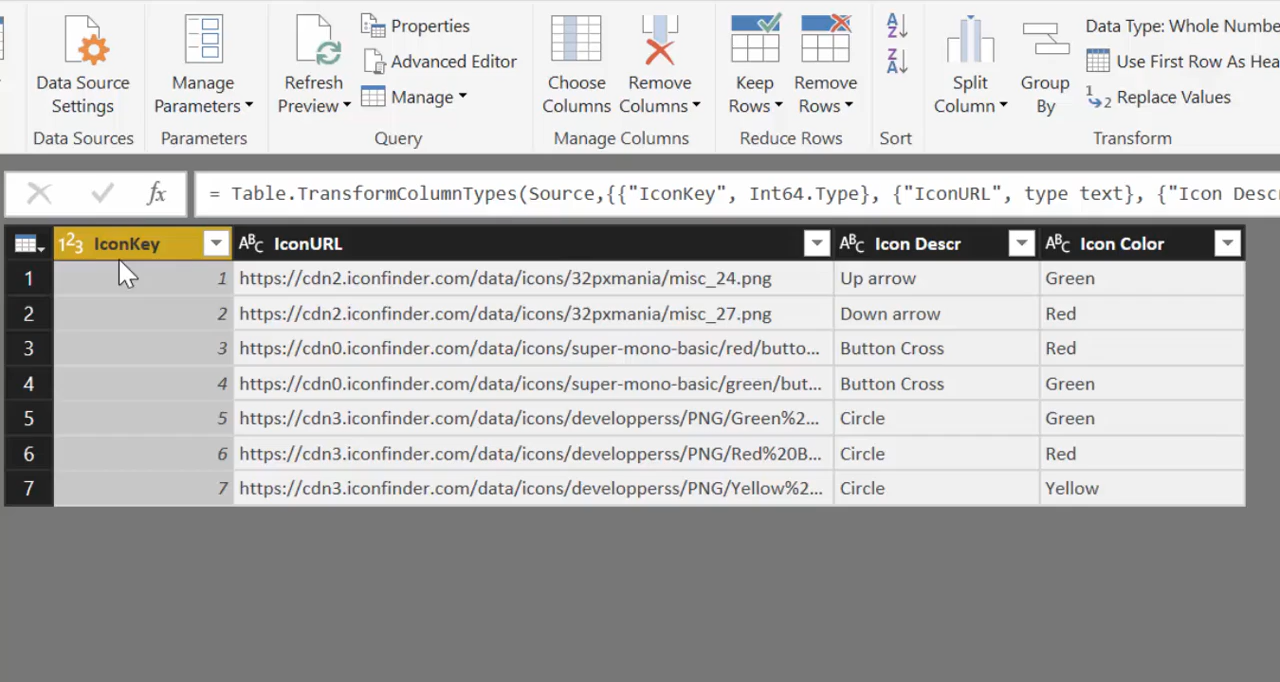 Data Source
Settings
Data Sources
Manage
Parameters
Parameters
Refresh
Preview
Properties
Advanced Editor
Manage
Query
Choose
Columns
Remove
Columns
Manage Columns
Keep
Rows
Remove
Rows
Reduce Rows
A
Z
Z
A
Sort
Split
Column
Group
By
Data Type: Whole Numbe
Use First Row As Hea
1 2 Replace Values
Transform
fx = Table.TransformColumnTypes(Source,{{"IconKey", Int64.Type}, {"IconURL", type text}, {"Icon Descr
123 IconKey ABC IconURL ABC Icon Descr ABC Icon Color
1 1 https://cdn2.iconfinder.com/data/icons/32pxmania/misc_24.png Up arrow Green
2 2 https://cdn2.iconfinder.com/data/icons/32pxmania/misc_27.png Down arrow Red
3 3 https://cdn0.iconfinder.com/data/icons/super-mono-basic/red/butto... Button Cross Red
4 4 https://cdn0.iconfinder.com/data/icons/super-mono-basic/green/but... Button Cross Green
5 5 https://cdn3.iconfinder.com/data/icons/developperss/PNG/Green%2... Circle Green
6 6 https://cdn3.iconfinder.com/data/icons/developperss/PNG/Red%20B... Circle Red
7 7 https://cdn3.iconfinder.com/data/icons/developperss/PNG/Yellow%2... Circle Yellow